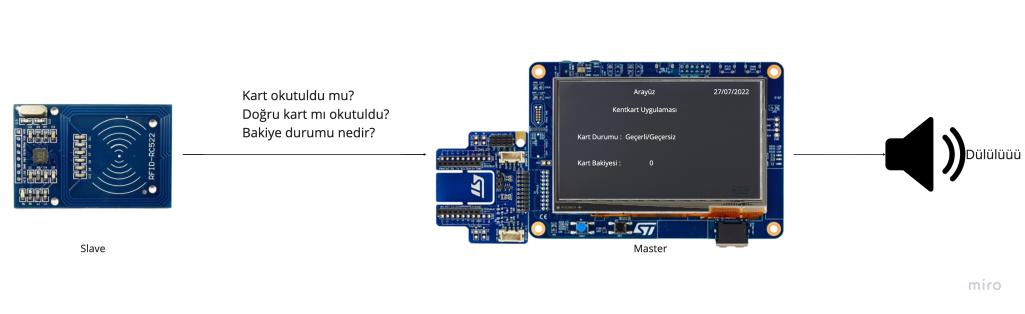 Kart okutuldu mu?
Doğru kart mı okutuldu?
Bakiye durumu nedir?
RFID-RC522
Slave
Arayüz 27/07/2022
Kentkart Uygulaması
Kart Durumu : Geçerli/Geçersiz
Kart Bakiyesi : 0
Master
Dülülüüü
miro